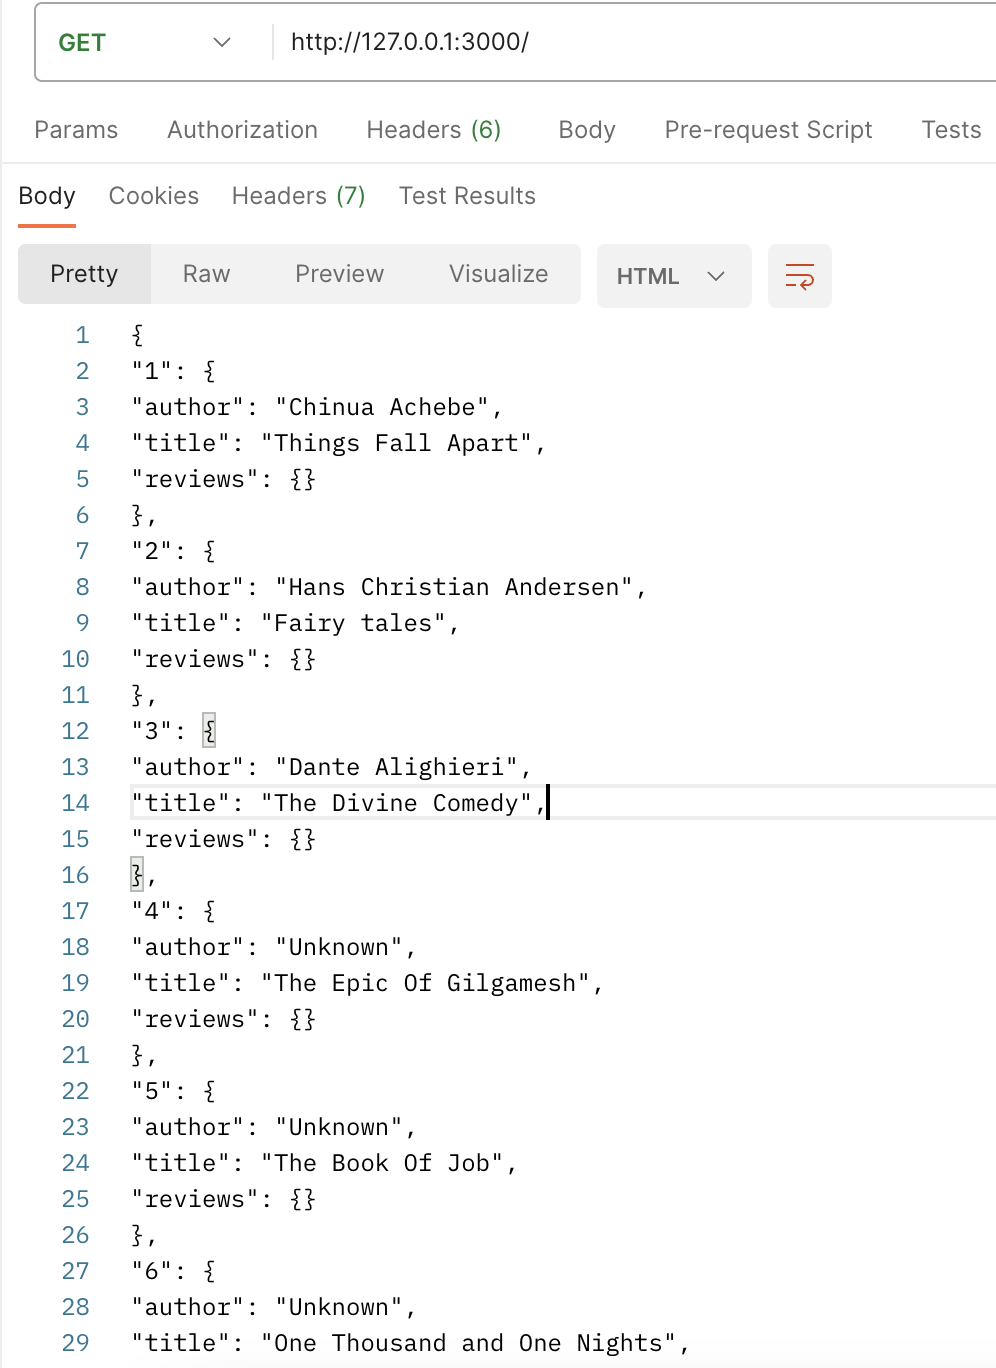 GET http://127.0.0.1:3000/
Params Authorization Headers (6) Body Pre-request Script Tests
Body Cookies Headers (7) Test Results
Pretty Raw Preview Visualize HTML
1 {
2 "1": {
3 "author": "Chinua Achebe",
4 "title": "Things Fall Apart",
5 "reviews": {}
6 },
7 "2": {
8 "author": "Hans Christian Andersen",
9 "title": "Fairy tales",
10 "reviews": {}
11 },
12 "3": {
13 "author": "Dante Alighieri",
14 "title": "The Divine Comedy",
15 "reviews": {}
16 },
17 "4": {
18 "author": "Unknown",
19 "title": "The Epic Of Gilgamesh",
20 "reviews": {}
21 },
22 "5": {
23 "author": "Unknown",
24 "title": "The Book Of Job",
25 "reviews": {}
26 },
27 "6": {
28 "author": "Unknown",
29 "title": "One Thousand and One Nights",